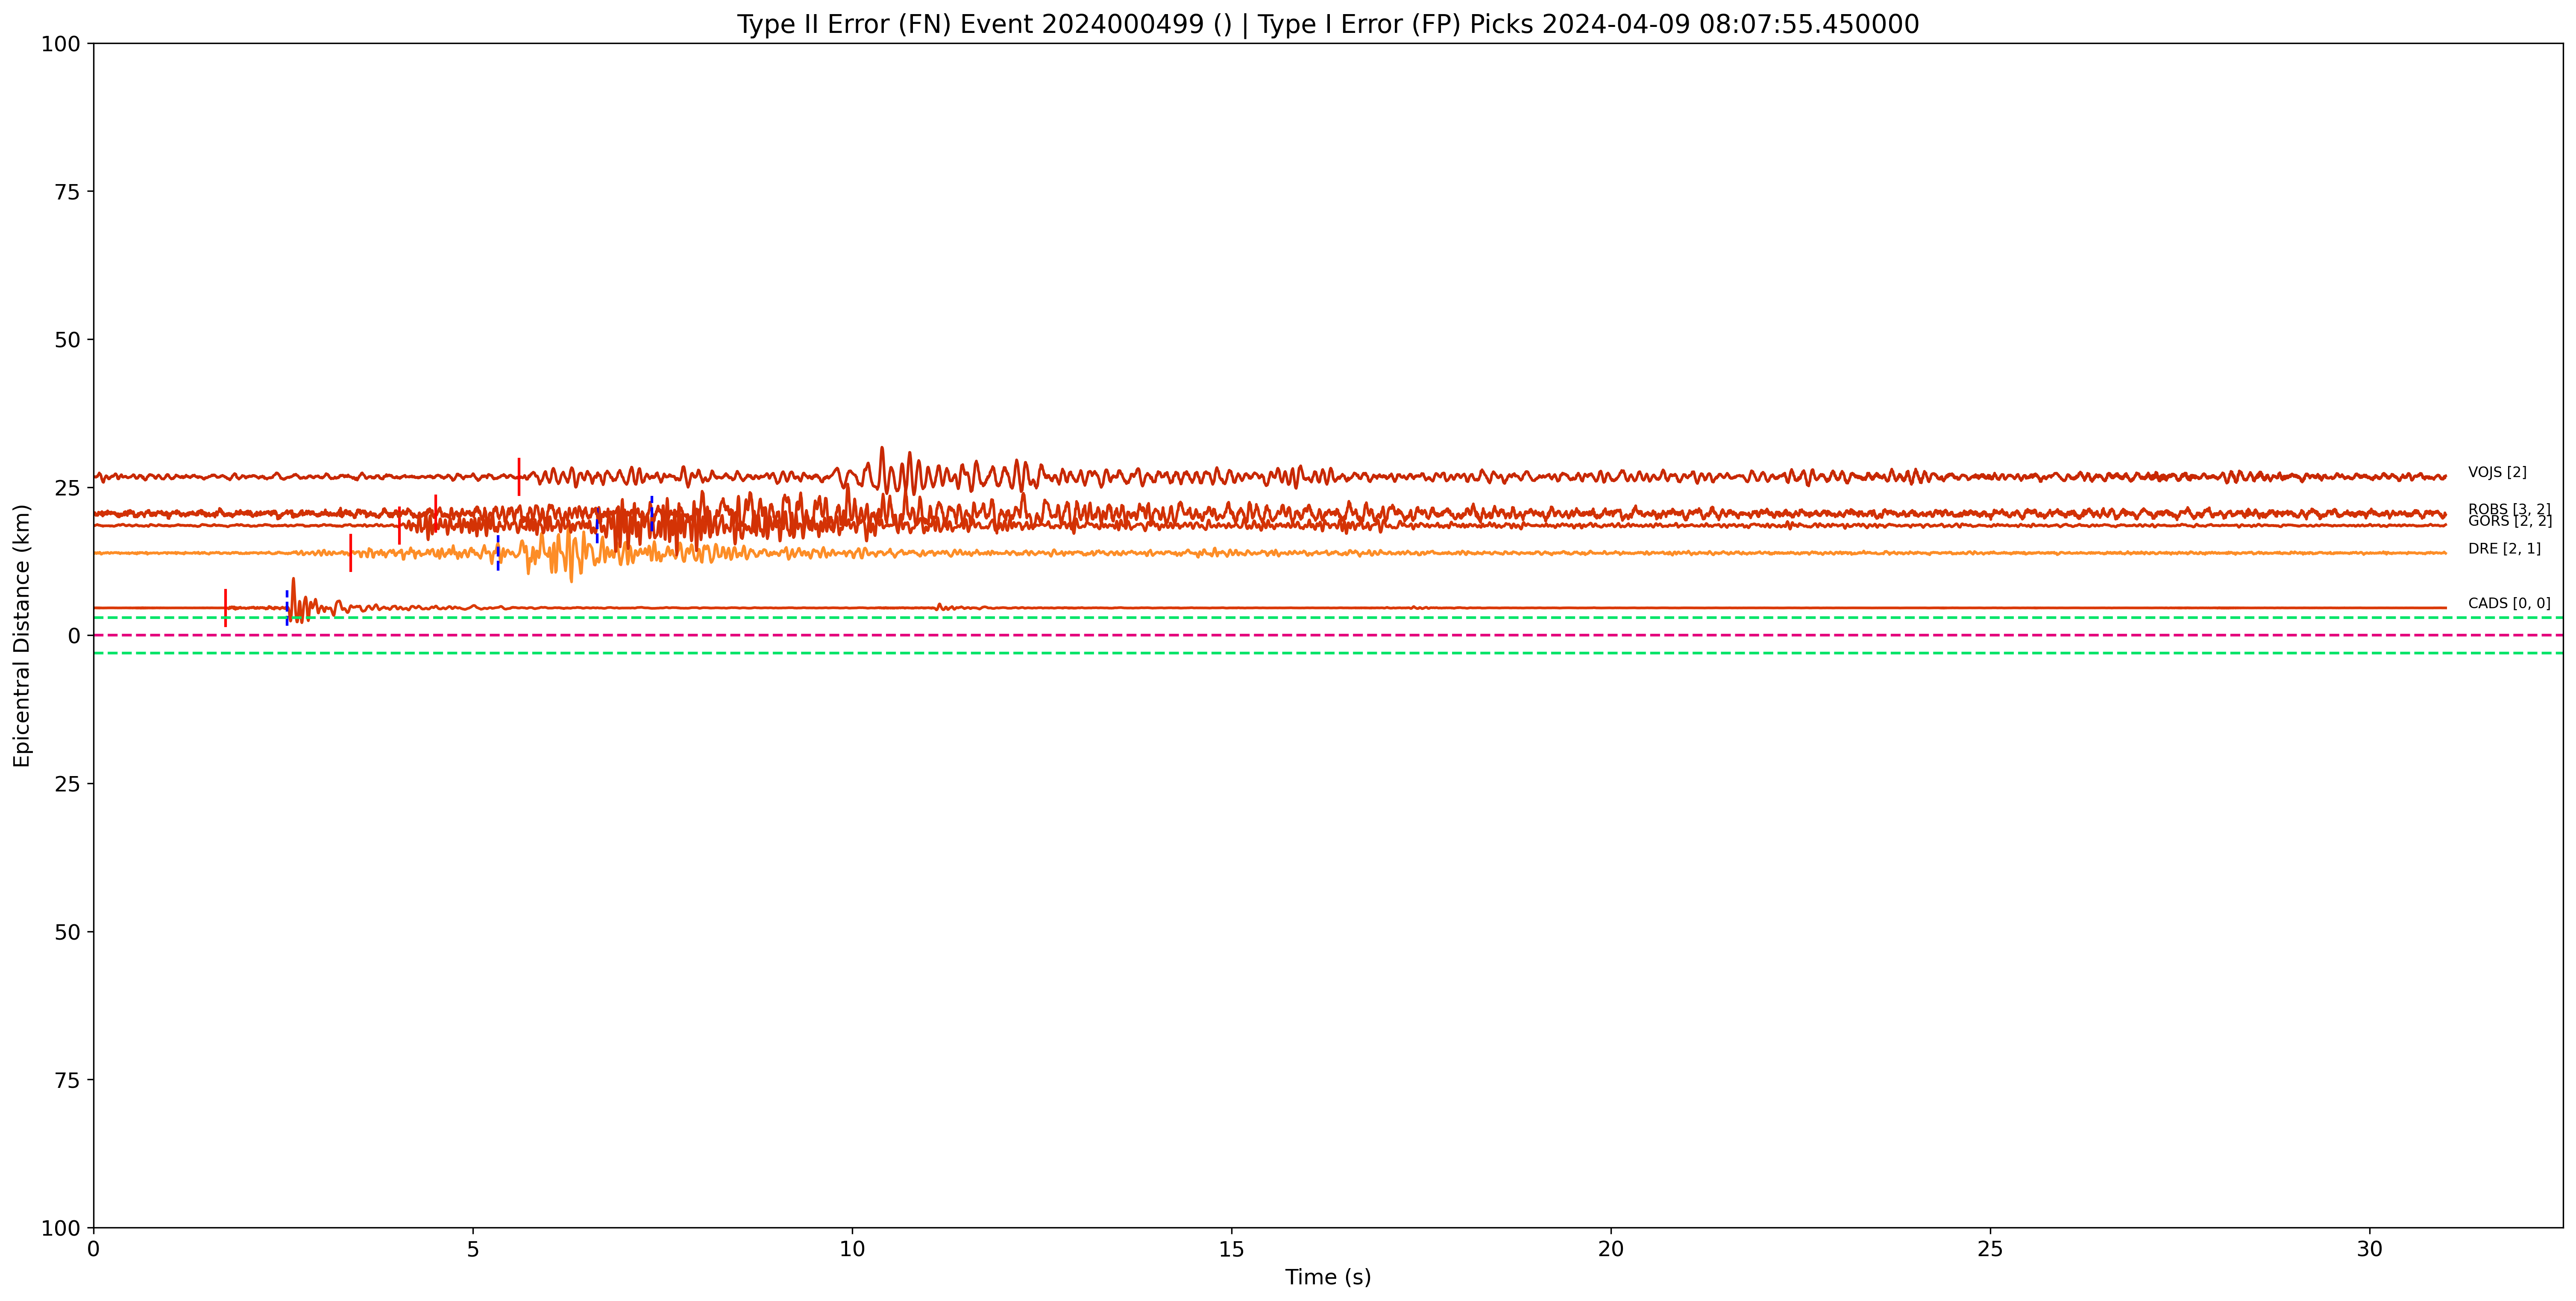 Type II Error (FN) Event 2024000499 () | Type I Error (FP) Picks 2024-04-09 08:07:55.450000
100
75
50
25
0
25
50
75
100
Epicentral Distance (km)
VOJS [2]
ROBS [3, 2]
GORS [2, 2]
DRE [2, 1]
CADS [0, 0]
0 5 10 15 20 25 30
Time (s)